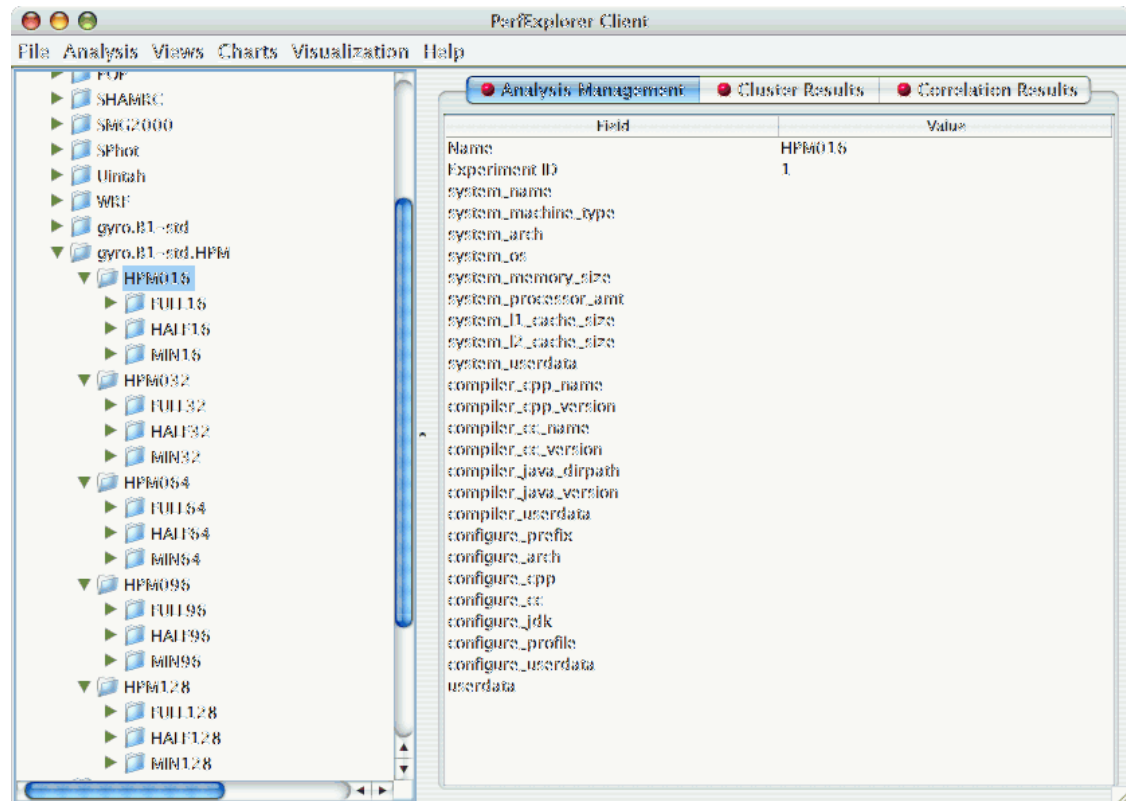 PerfExplorer Client
File Analysis Views Charts Visualization Help
SHAMRC
SMG2000
SPhot
Uintah
WRF
gyro.B1-std
gyro.B1-std.HPM
HPM016
FULL16
HALF16
MIN16
HPM032
FULL32
HALF32
MIN32
HPM064
FULL64
HALF64
MIN64
HPM096
FULL96
HALF96
MIN96
HPM128
FULL128
HALF128
MIN128
Analysis Management Cluster Results Correlation Results
Field Value
Name HPM016
Experiment ID 1
system_name
system_machine_type
system_arch
system_os
system_memory_size
system_processor_amt
system_l1_cache_size
system_l2_cache_size
system_userdata
compiler_cpp_name
compiler_cpp_version
compiler_cc_name
compiler_cc_version
compiler_java_dirpath
compiler_java_version
compiler_userdata
configure_prefix
configure_arch
configure_cpp
configure_cc
configure_jdk
configure_profile
configure_userdata
userdata